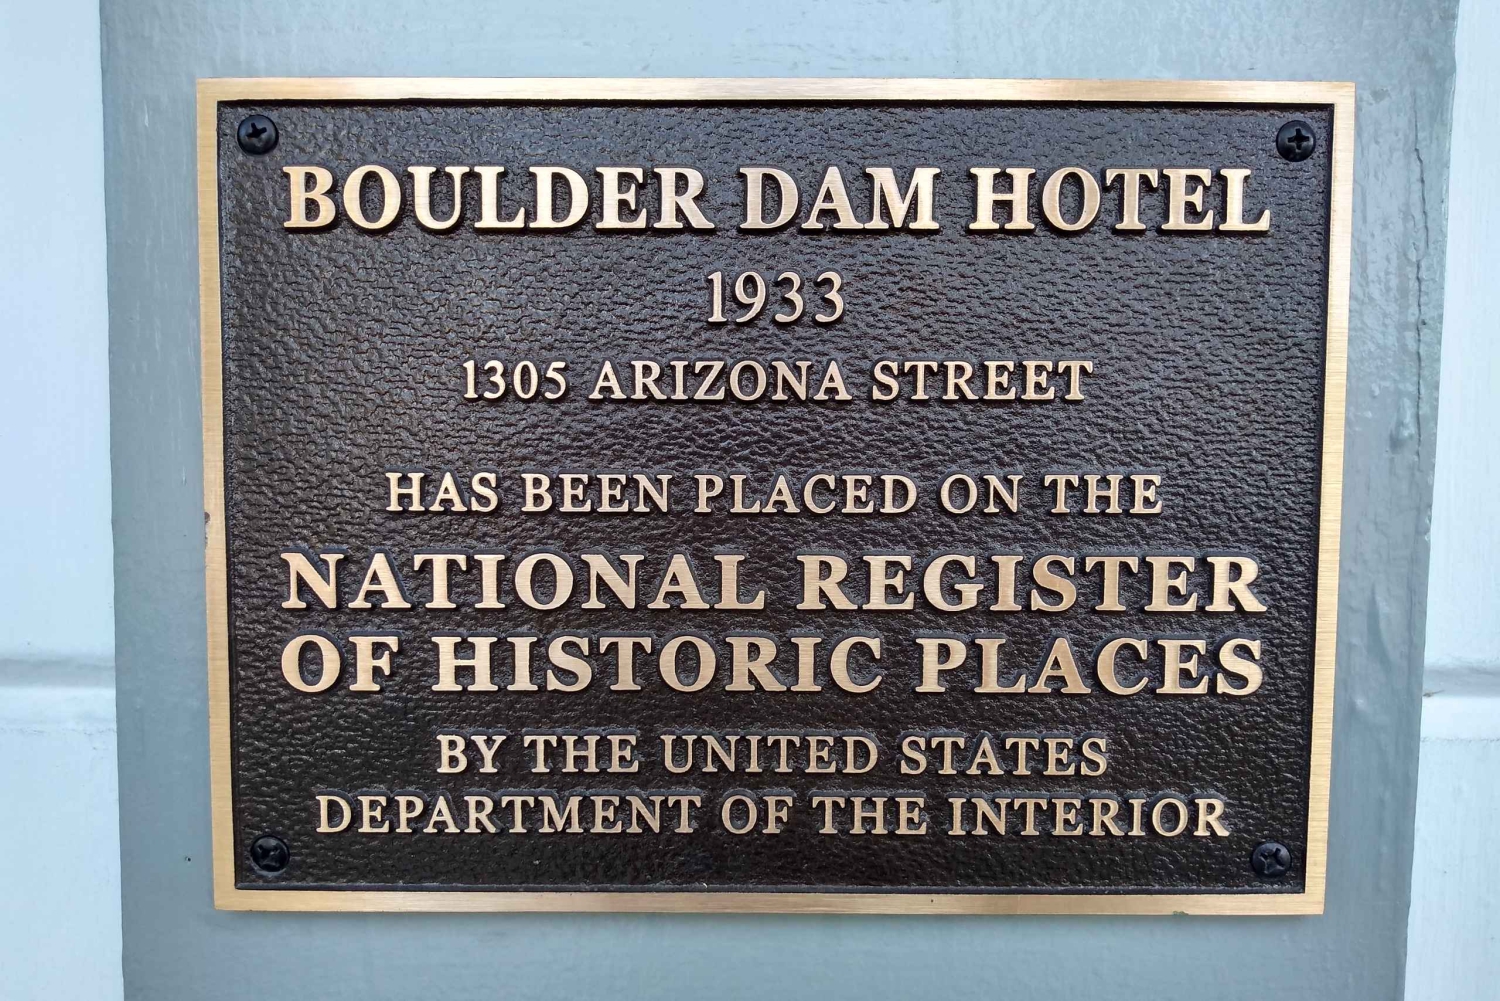 BOULDER DAM HOTEL
1933
1305 ARIZONA STREET
HAS BEEN PLACED ON THE
NATIONAL REGISTER
OF HISTORIC PLACES
BY THE UNITED STATES
DEPARTMENT OF THE INTERIOR